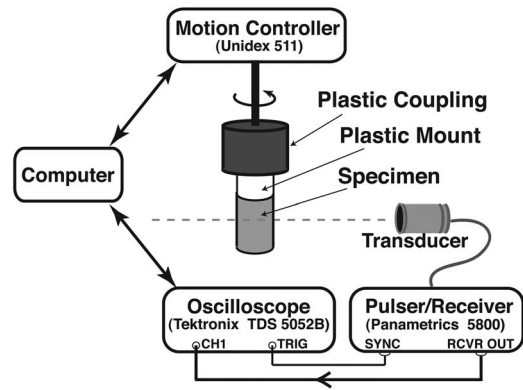 Motion Controller
(Unidex 511)
Plastic Coupling
Plastic Mount
Computer
Specimen
Transducer
Oscilloscope
(Tektronix TDS 5052B)
CH1 TRIG
Pulser/Receiver
(Panametrics 5800)
SYNC RCVR OUT